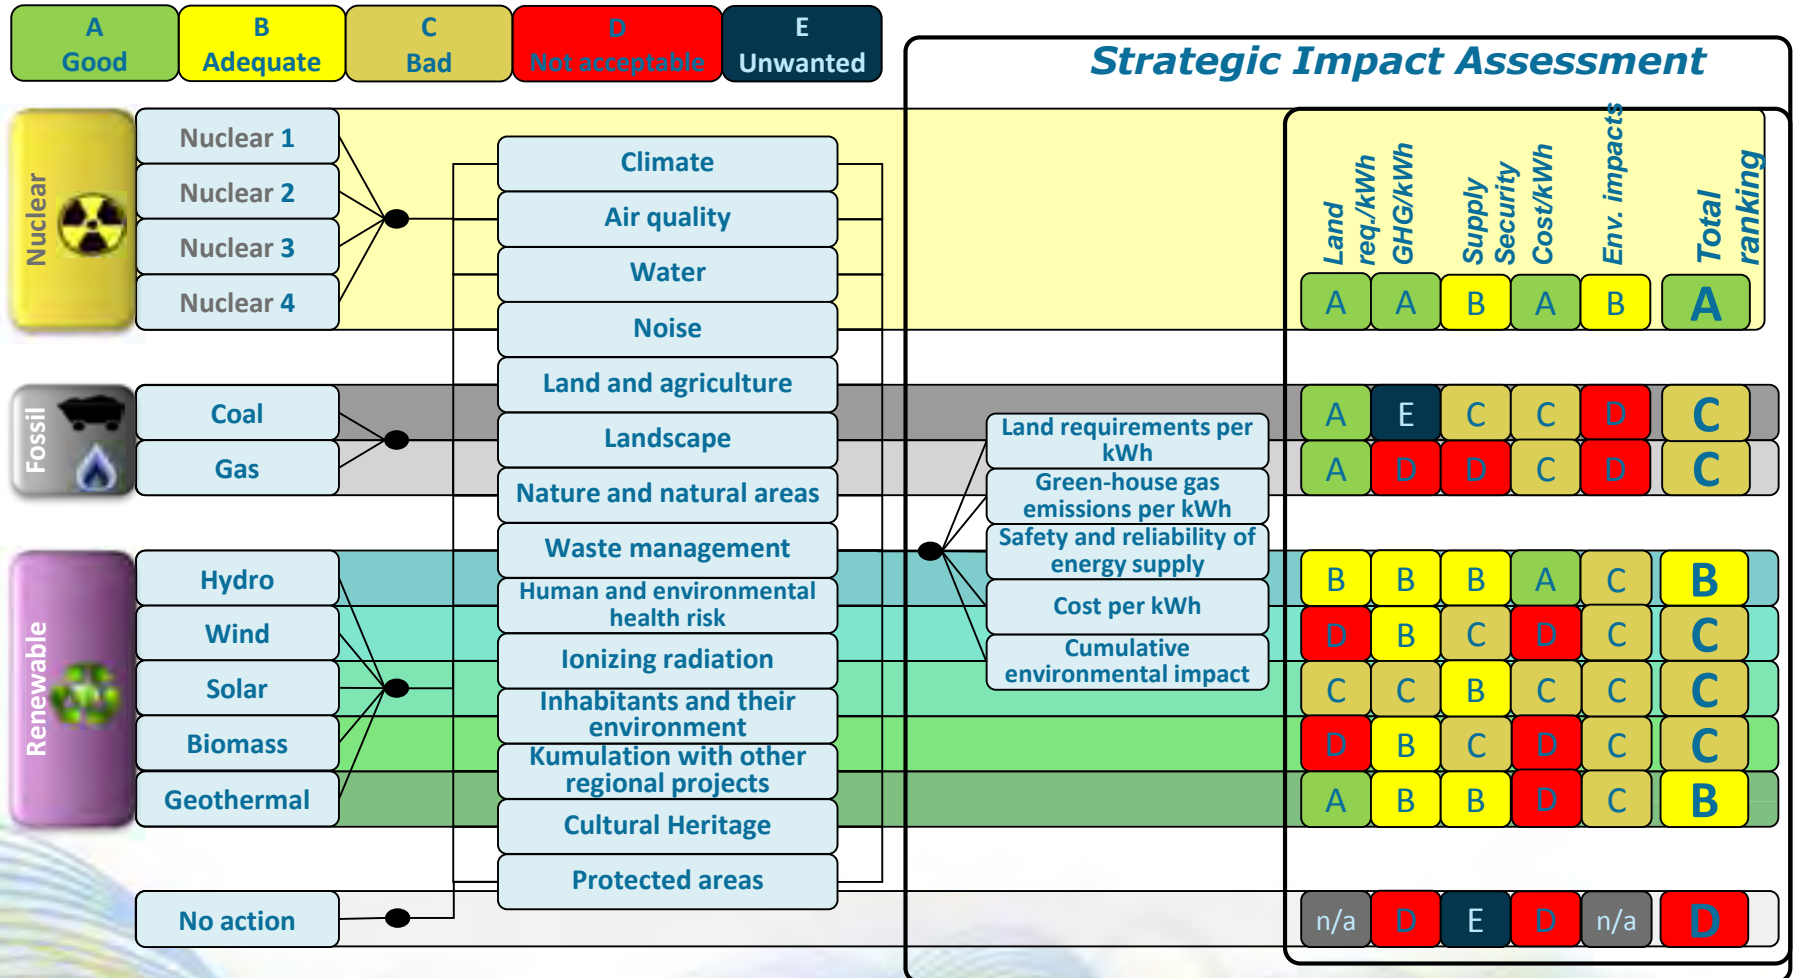 A
Good
B
Adequate
C
Bad
D
Not acceptable
E
Unwanted
Strategic Impact Assessment
Nuclear
Nuclear 1
Nuclear 2
Nuclear 3
Nuclear 4
Fossil
Coal
Gas
Renewable
Hydro
Wind
Solar
Biomass
Geothermal
No action
Climate
Air quality
Water
Noise
Land and agriculture
Landscape
Nature and natural areas
Waste management
Human and environmental
health risk
Ionizing radiation
Inhabitants and their
environment
Kumulation with other
regional projects
Cultural Heritage
Protected areas
Land requirements per
kWh
Green-house gas
emissions per kWh
Safety and reliability of
energy supply
Cost per kWh
Cumulative
environmental impact
Land
req./kWh
GHG/kWh
Supply
Security
Cost/kWh
Env. impacts
Total
ranking
A A B A B A
A E C C D C
A D D C D C
B B B A C B
D B C D C C
C C B C C C
D B C D C C
A B B D C B
n/a D E D n/a D